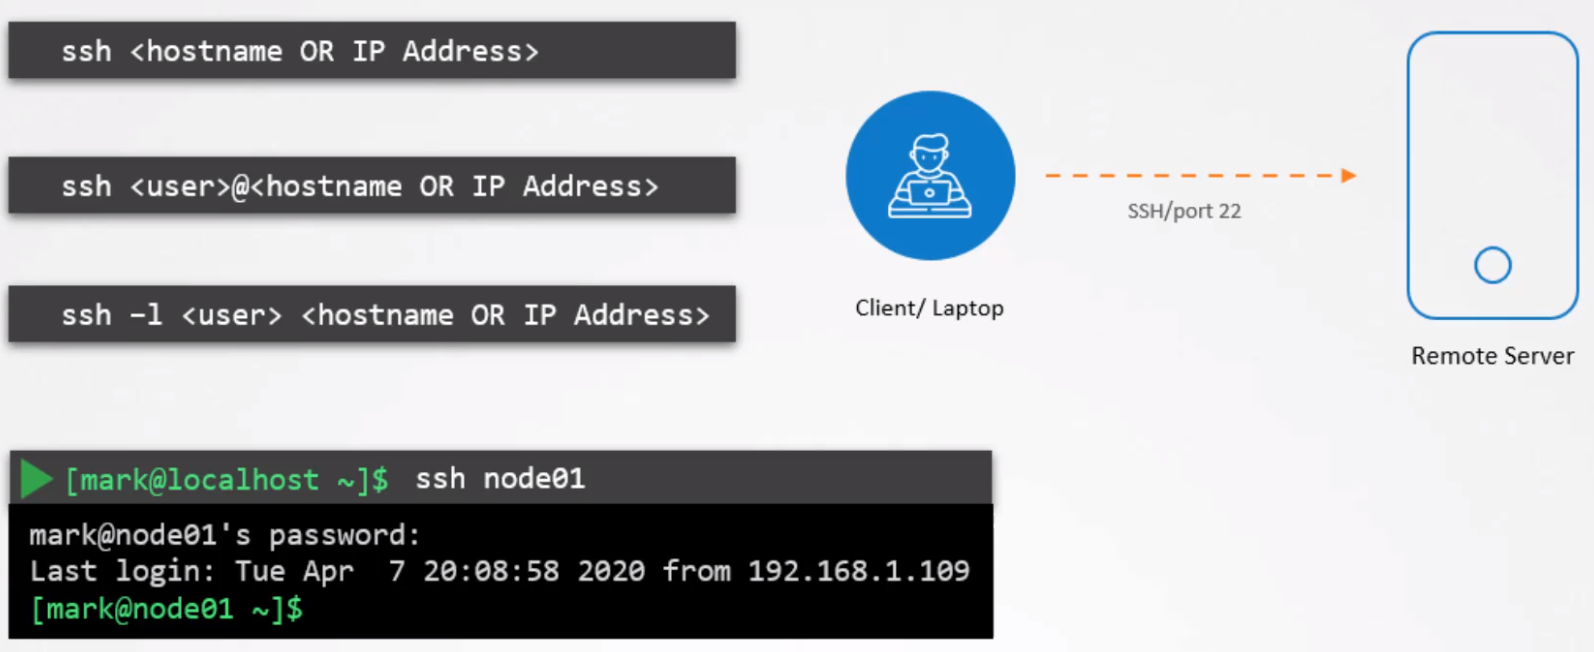 ssh <hostname OR IP Address>
ssh <user>@<hostname OR IP Address>
ssh –l <user> <hostname OR IP Address>
SSH/port 22
Client/ Laptop
Remote Server
[mark@localhost ~]$ ssh node01
mark@node01's password:
Last login: Tue Apr  7 20:08:58 2020 from 192.168.1.109
[mark@node01 ~]$